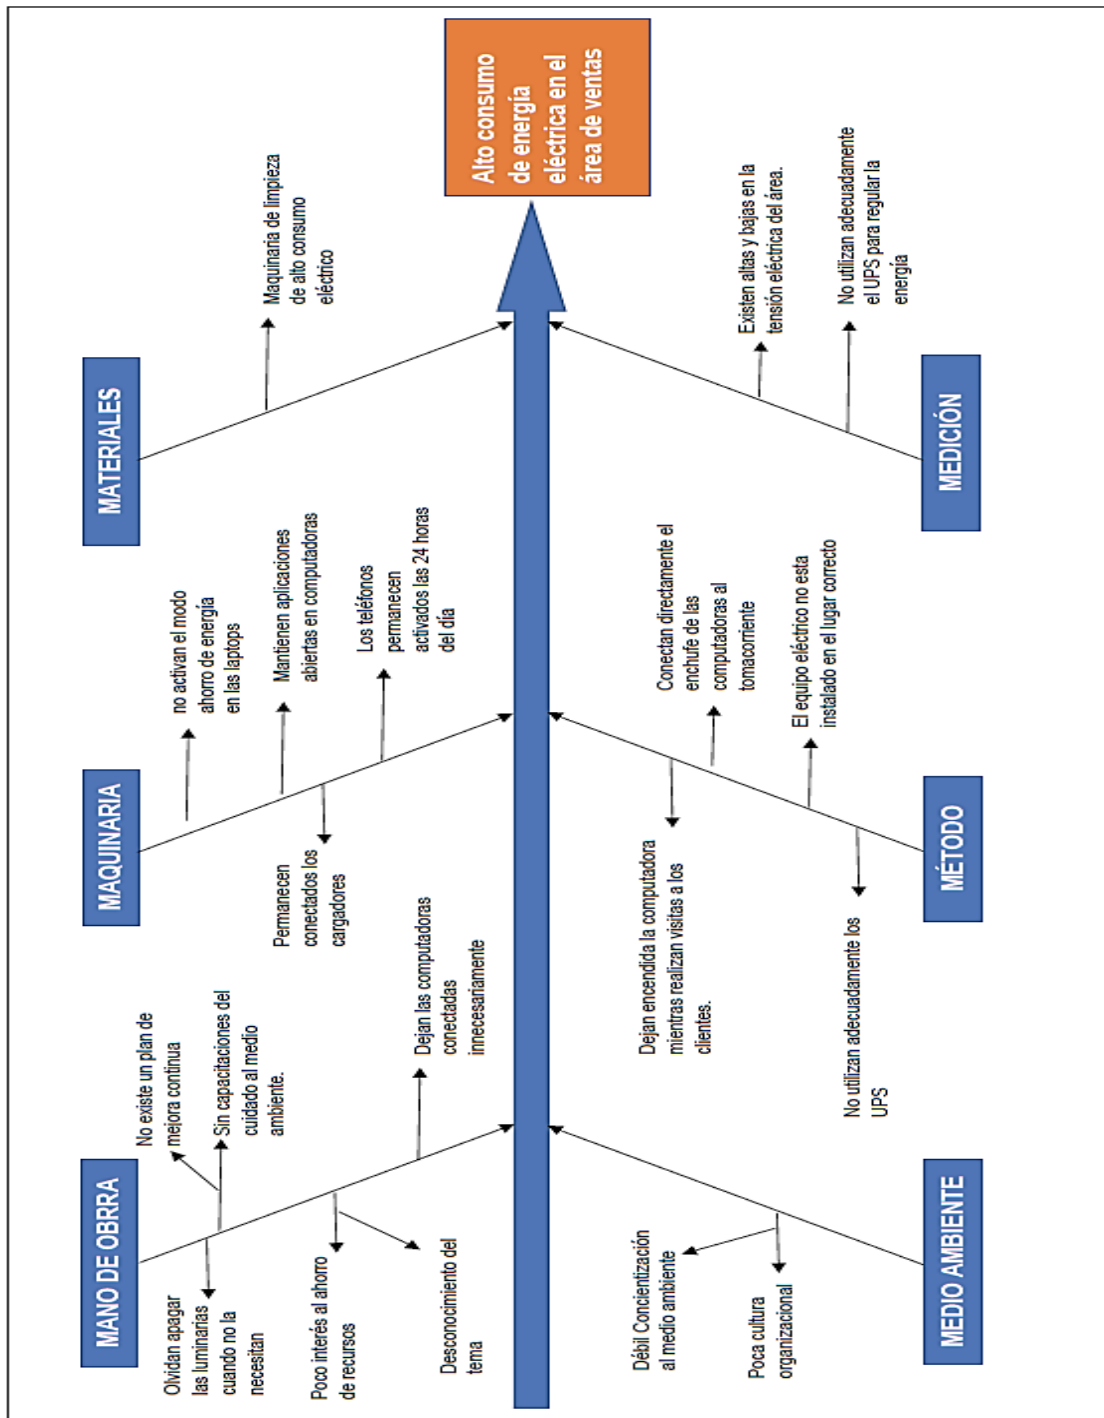 MANO DE OBRRA
No existe un plan de
mejora continua
Sin capacitaciones del
cuidado al medio
ambiente.
Olvidan apagar
las luminarias
cuando no la
necesitan
Poco interés al ahorro
de recursos
Desconocimiento del
tema
Dejan las computadoras
conectadas
innecesariamente
MAQUINARIA
no activan el modo
ahorro de energía
en las laptops
Mantienen aplicaciones
abiertas en computadoras
Permanecen
conectados los
cargadores
Los teléfonos
permanecen
activados las 24 horas
del día
MATERIALES
Maquinaria de limpieza
de alto consumo
eléctrico
Alto consumo
de energía
eléctrica en el
área de ventas
Débil Concientización
al medio ambiente
Poca cultura
organizacional
MEDIO AMBIENTE
Dejan encendida la computadora
mientras realizan visitas a los
clientes.
Conectan directamente el
enchufe de las
computadoras al
tomacorriente
El equipo eléctrico no esta
instalado en el lugar correcto
No utilizan adecuadamente los
UPS
MÉTODO
Existen altas y bajas en la
tensión eléctrica del área.
No utilizan adecuadamente
el UPS para regular la
energía
MEDICIÓN